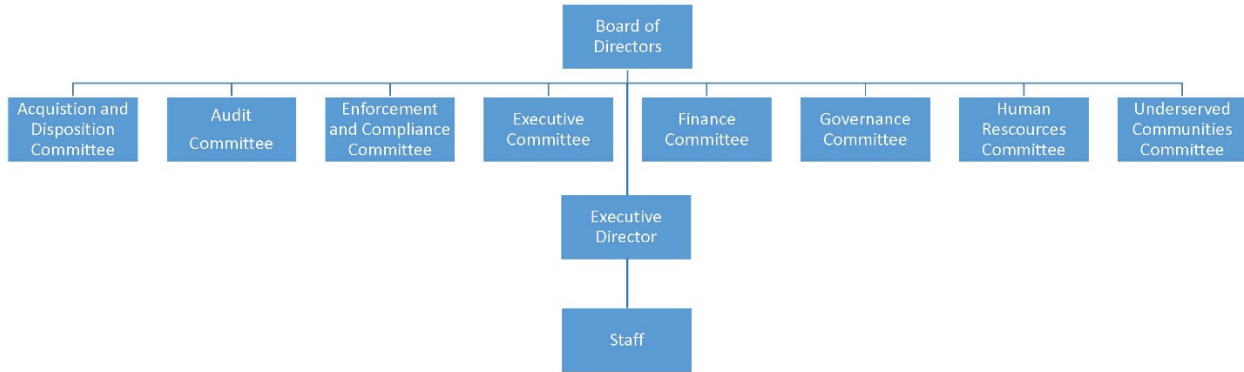 Board of
Directors
Acquistion and
Disposition
Committee
Audit
Committee
Enforcement
and Compliance
Committee
Executive
Committee
Finance
Committee
Governance
Committee
Human
Rescources
Committee
Underserved
Communities
Committee
Executive
Director
Staff